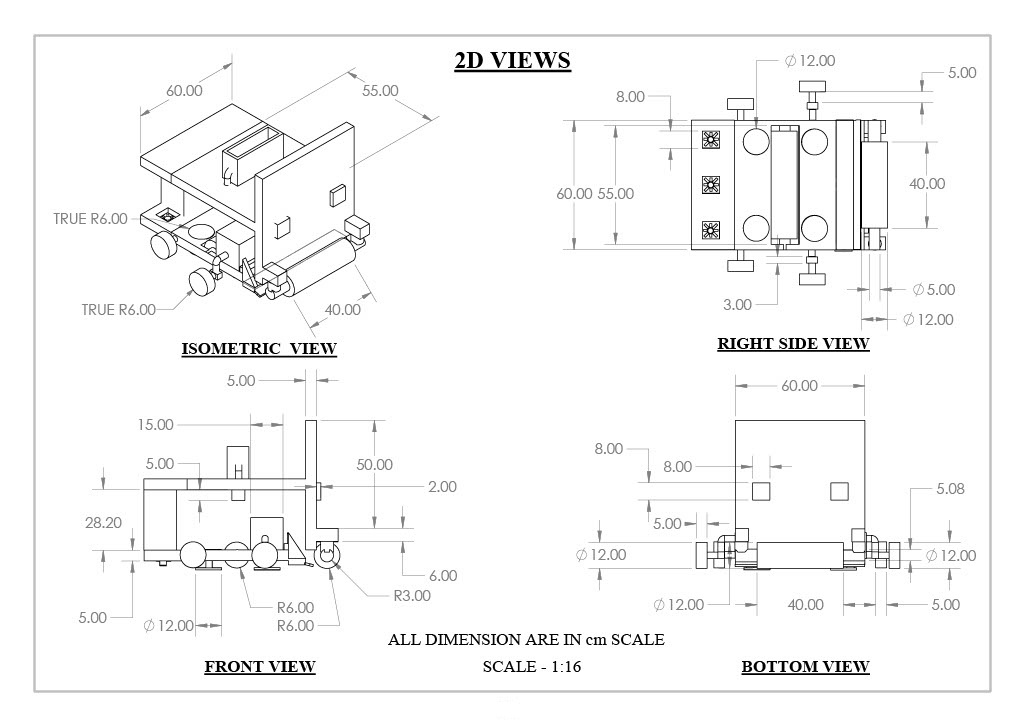 2D VIEWS
60.00
55.00
TRUE R6.00
TRUE R6.00
40.00
ISOMETRIC VIEW
∅ 12.00
5.00
8.00
60.00 55.00
40.00
3.00
∅ 5.00
∅ 12.00
RIGHT SIDE VIEW
5.00
15.00
5.00
50.00
2.00
28.20
6.00
R3.00
R6.00
5.00
∅ 12.00
R6.00
FRONT VIEW
60.00
8.00
8.00
5.08
5.00
∅ 12.00
∅ 12.00
∅ 12.00
40.00
5.00
BOTTOM VIEW
ALL DIMENSION ARE IN cm SCALE
SCALE - 1:16